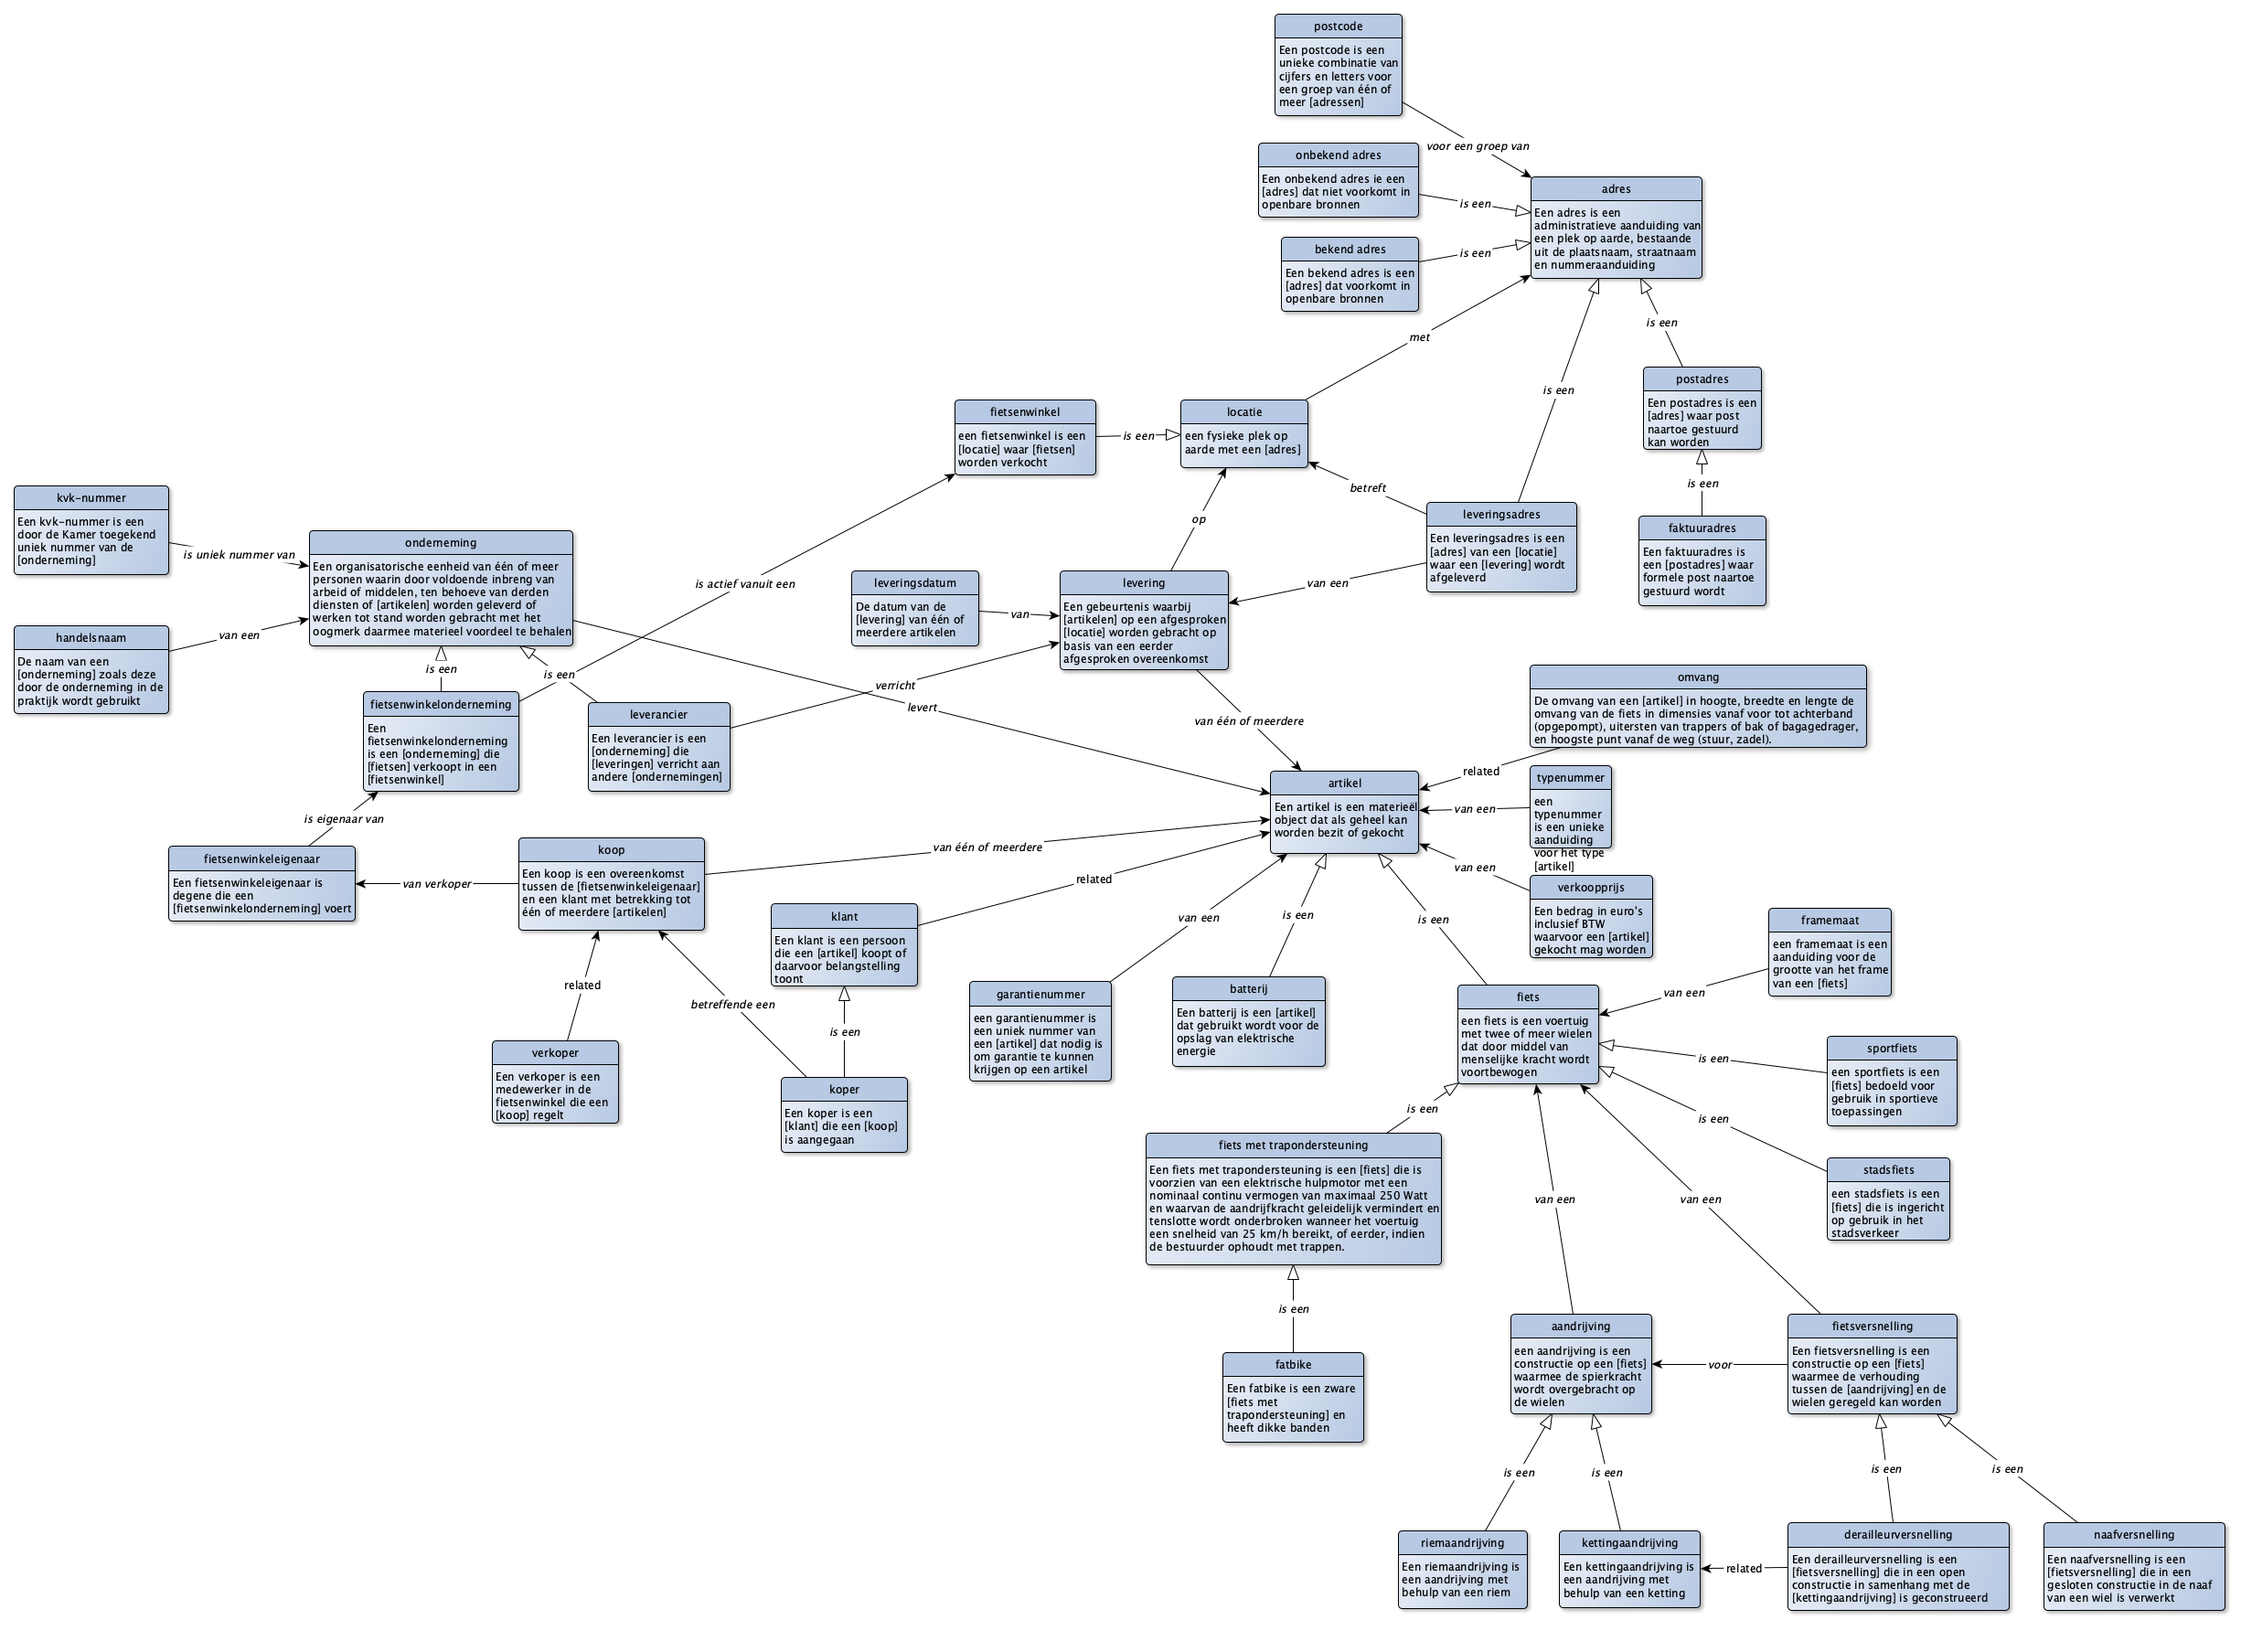 postcode
Een postcode is een
unieke combinatie van
cijfers en letters voor
een groep van één of
meer [adressen]
voor een groep van
onbekend adres
Een onbekend adres ie een
[adres] dat niet voorkomt in
openbare bronnen
is een
adres
Een adres is een
administratieve aanduiding van
een plek op aarde, bestaande
uit de plaatsnaam, straatnaam
en nummeraanduiding
bekend adres
Een bekend adres is een
[adres] dat voorkomt in
openbare bronnen
is een
met
is een
is een
postadres
Een postadres is een
[adres] waar post
naartoe gestuurd
kan worden
is een
faktuuradres
Een faktuuradres is
een [postadres] waar
formele post naartoe
gestuurd wordt
fietsenwinkel
een fietsenwinkel is een
[locatie] waar [fietsen]
worden verkocht
is een
locatie
een fysieke plek op
aarde met een [adres]
betreft
op
leveringsadres
Een leveringsadres is een
[adres] van een [locatie]
waar een [levering] wordt
afgeleverd
van een
kvk-nummer
Een kvk-nummer is een
door de Kamer toegekend
uniek nummer van de
[onderneming]
is uniek nummer van
onderneming
Een organisatorische eenheid van één of meer
personen waarin door voldoende inbreng van
arbeid of middelen, ten behoeve van derden
diensten of [artikelen] worden geleverd of
werken tot stand worden gebracht met het
oogmerk daarmee materieel voordeel te behalen
handelsnaam
De naam van een
[onderneming] zoals deze
door de onderneming in de
praktijk wordt gebruikt
van een
is actief vanuit een
leveringsdatum
De datum van de
[levering] van één of
meerdere artikelen
van
levering
Een gebeurtenis waarbij
[artikelen] op een afgesproken
[locatie] worden gebracht op
basis van een eerder
afgesproken overeenkomst
is een
is een
verricht
levert
van één of meerdere
fietsenwinkelonderneming
Een
fietsenwinkelonderneming
is een [onderneming] die
[fietsen] verkoopt in een
[fietsenwinkel]
leverancier
Een leverancier is een
[onderneming] die
[leveringen] verricht aan
andere [ondernemingen]
omvang
De omvang van een [artikel] in hoogte, breedte en lengte de
omvang van de fiets in dimensies vanaf voor tot achterband
(opgepompt), uitersten van trappers of bak of bagagedrager,
en hoogste punt vanaf de weg (stuur, zadel).
related
artikel
Een artikel is een materieël
object dat als geheel kan
worden bezit of gekocht
typenummer
een
typenummer
is een unieke
aanduiding
voor het type
[artikel]
van een
verkoopprijs
Een bedrag in euro's
inclusief BTW
waarvoor een [artikel]
gekocht mag worden
van een
is eigenaar van
fietsenwinkeleigenaar
Een fietsenwinkeleigenaar is
degene die een
[fietsenwinkelonderneming] voert
van verkoper
koop
Een koop is een overeenkomst
tussen de [fietsenwinkeleigenaar]
en een klant met betrekking tot
één of meerdere [artikelen]
van één of meerdere
related
klant
Een klant is een persoon
die een [artikel] koopt of
daarvoor belangstelling
toont
van een
is een
is een
related
betreffende een
is een
verkoper
Een verkoper is een
medewerker in de
fietsenwinkel die een
[koop] regelt
koper
Een koper is een
[klant] die een [koop]
is aangegaan
garantienummer
een garantienummer is
een uniek nummer van
een [artikel] dat nodig is
om garantie te kunnen
krijgen op een artikel
batterij
Een batterij is een [artikel]
dat gebruikt wordt voor de
opslag van elektrische
energie
fiets
een fiets is een voertuig
met twee of meer wielen
dat door middel van
menselijke kracht wordt
voortbewogen
framemaat
een framemaat is een
aanduiding voor de
grootte van het frame
van een [fiets]
van een
sportfiets
een sportfiets is een
[fiets] bedoeld voor
gebruik in sportieve
toepassingen
is een
stadsfiets
een stadsfiets is een
[fiets] die is ingericht
op gebruik in het
stadsverkeer
is een
is een
fiets met trapondersteuning
Een fiets met trapondersteuning is een [fiets] die is
voorzien van een elektrische hulpmotor met een
nominaal continu vermogen van maximaal 250 Watt
en waarvan de aandrijfkracht geleidelijk vermindert en
tenslotte wordt onderbroken wanneer het voertuig
een snelheid van 25 km/h bereikt, of eerder, indien
de bestuurder ophoudt met trappen.
van een
van een
is een
fatbike
Een fatbike is een zware
[fiets met
trapondersteuning] en
heeft dikke banden
aandrijving
een aandrijving is een
constructie op een [fiets]
waarmee de spierkracht
wordt overgebracht op
de wielen
voor
fietsversnelling
Een fietsversnelling is een
constructie op een [fiets]
waarmee de verhouding
tussen de [aandrijving] en de
wielen geregeld kan worden
is een
is een
is een
is een
riemaandrijving
Een riemaandrijving is
een aandrijving met
behulp van een riem
kettingaandrijving
Een kettingaandrijving is
een aandrijving met
behulp van een ketting
related
derailleurversnelling
Een derailleurversnelling is een
[fietsversnelling] die in een open
constructie in samenhang met de
[kettingaandrijving] is geconstrueerd
naafversnelling
Een naafversnelling is een
[fietsversnelling] die in een
gesloten constructie in de naaf
van een wiel is verwerkt